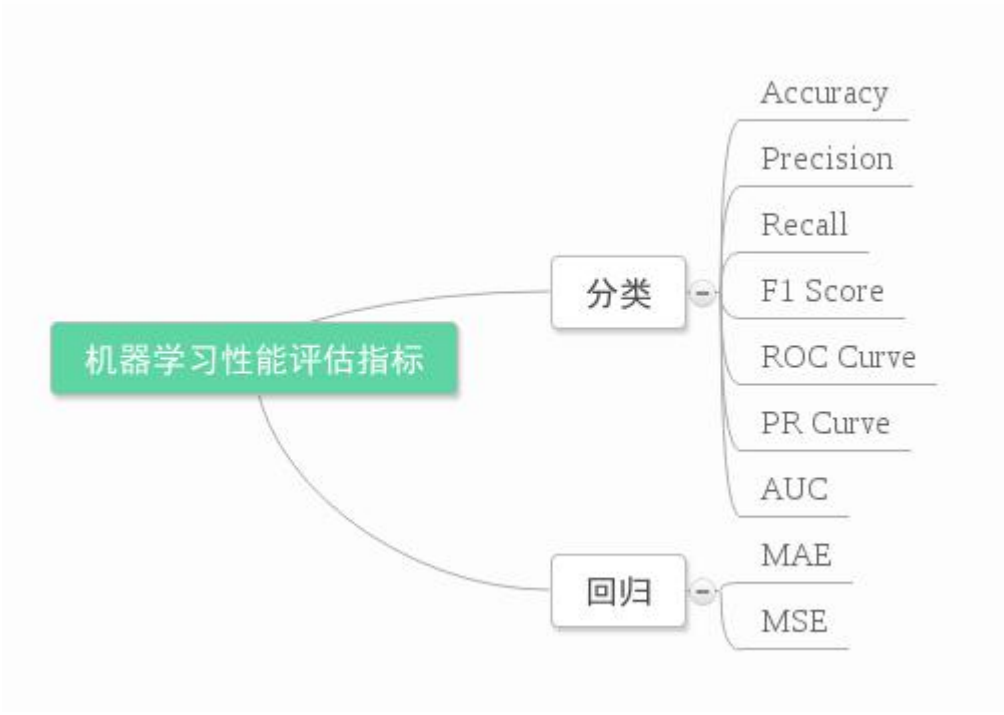 机器学习性能评估指标
分类
Accuracy
Precision
Recall
F1 Score
ROC Curve
PR Curve
AUC
回归
MAE
MSE